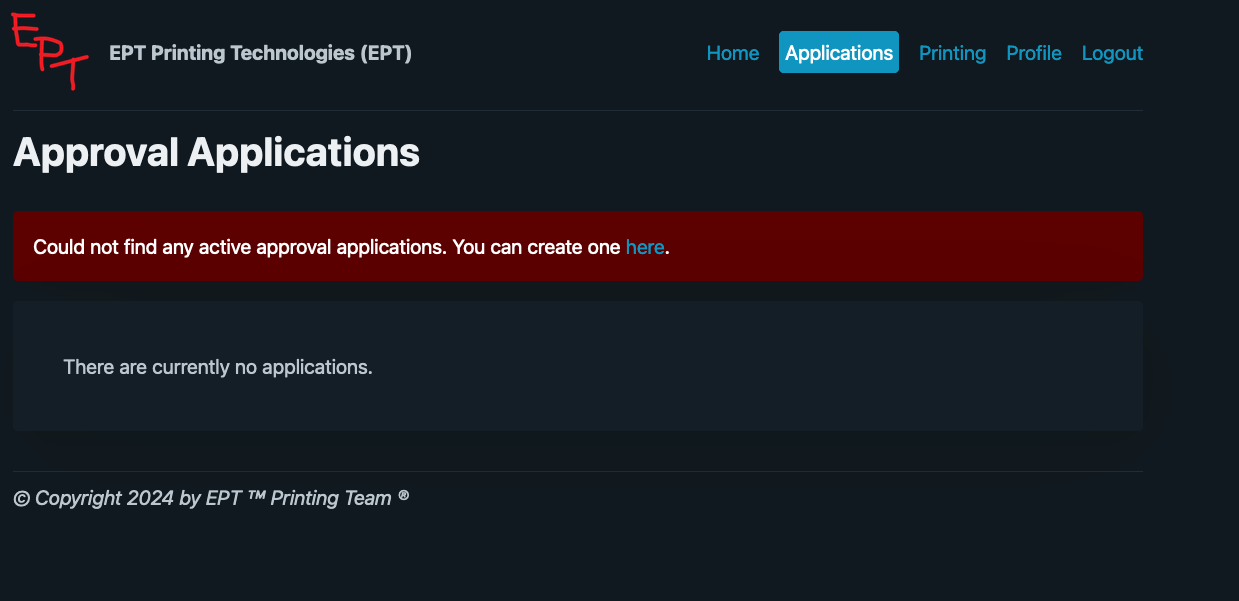 EPT
EPT Printing Technologies (EPT)
Home Applications Printing Profile Logout
Approval Applications
Could not find any active approval applications. You can create one here.
There are currently no applications.
© Copyright 2024 by EPT ™ Printing Team ®